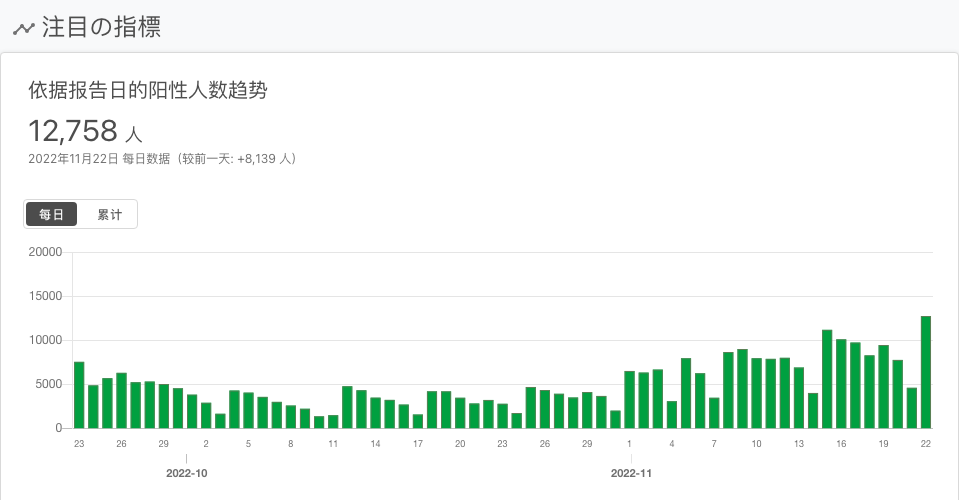 注目の指標
依据报告日的阳性人数趋势
12,758 人
2022年11月22日 每日数据（较前一天: +8,139 人）
每日 累计
20000
15000
10000
5000
0
23 26 29 2 5 8 11 14 17 20 23 26 29 1 4 7 10 13 16 19 22
2022-10 2022-11